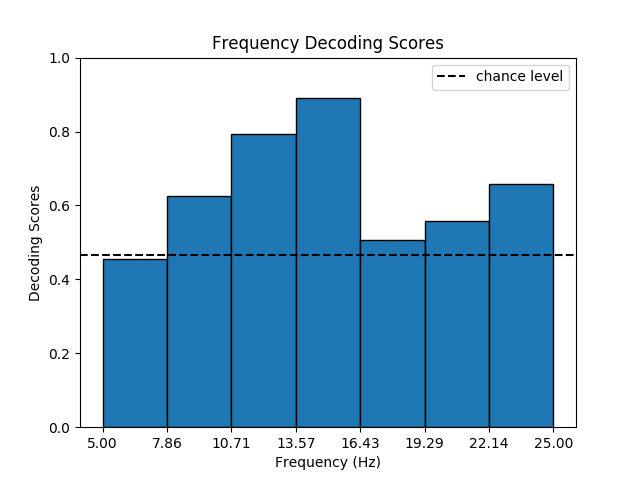 Frequency Decoding Scores
chance level
1.0
0.8
0.6
0.4
0.2
0.0
Decoding Scores
5.00 7.86 10.71 13.57 16.43 19.29 22.14 25.00
Frequency (Hz)